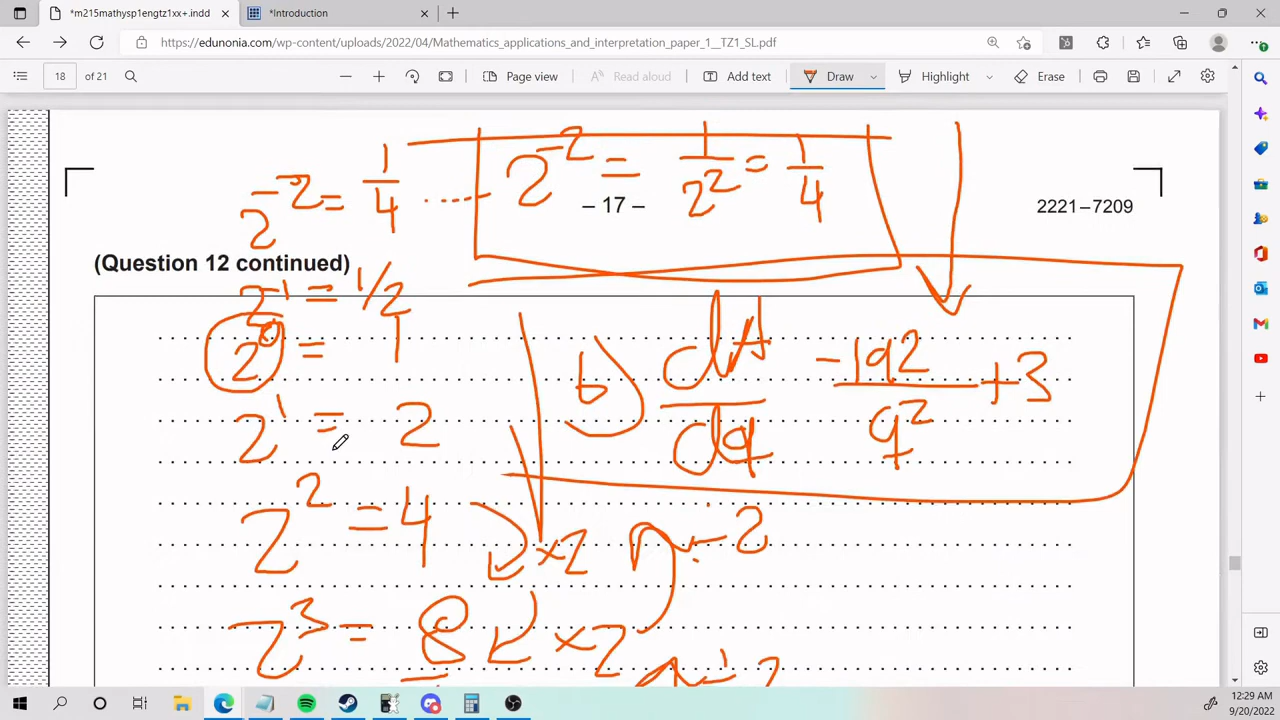 *m215mathysp1engtz1xx+.indd
*Introduction
https://edunonia.com/wp-content/uploads/2022/04/Mathematics_applications_and_interpretation_paper_1__TZ1_SL.pdf
18 of 21
Page view
Read aloud
Add text
Draw
Highlight
Erase
2^-2 = 1/4 ......
2^-2 = 1/2^2 = 1/4
– 17 –
2221–7209
(Question 12 continued)
2^-1 = 1/2
2^0 = 1
b) dA/dq -192/q^2 + 3
2^1 = 2
2^2 = 4
×2
÷2
2^3 = 8
×2
12:29 AM
9/20/2022